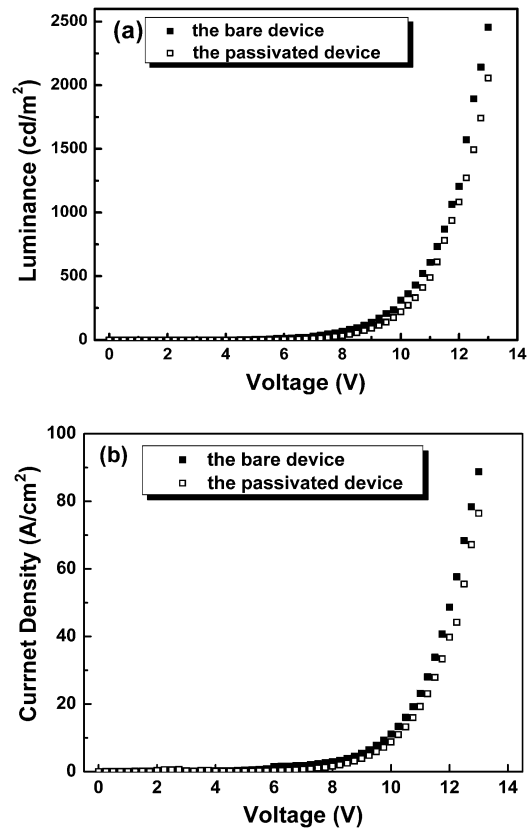 (a)
the bare device
the passivated device
2500
2000
1500
1000
500
0
Luminance (cd/m²)
0 2 4 6 8 10 12 14
Voltage (V)
(b)
the bare device
the passivated device
100
80
60
40
20
0
Currnet Density (A/cm²)
0 2 4 6 8 10 12 14
Voltage (V)